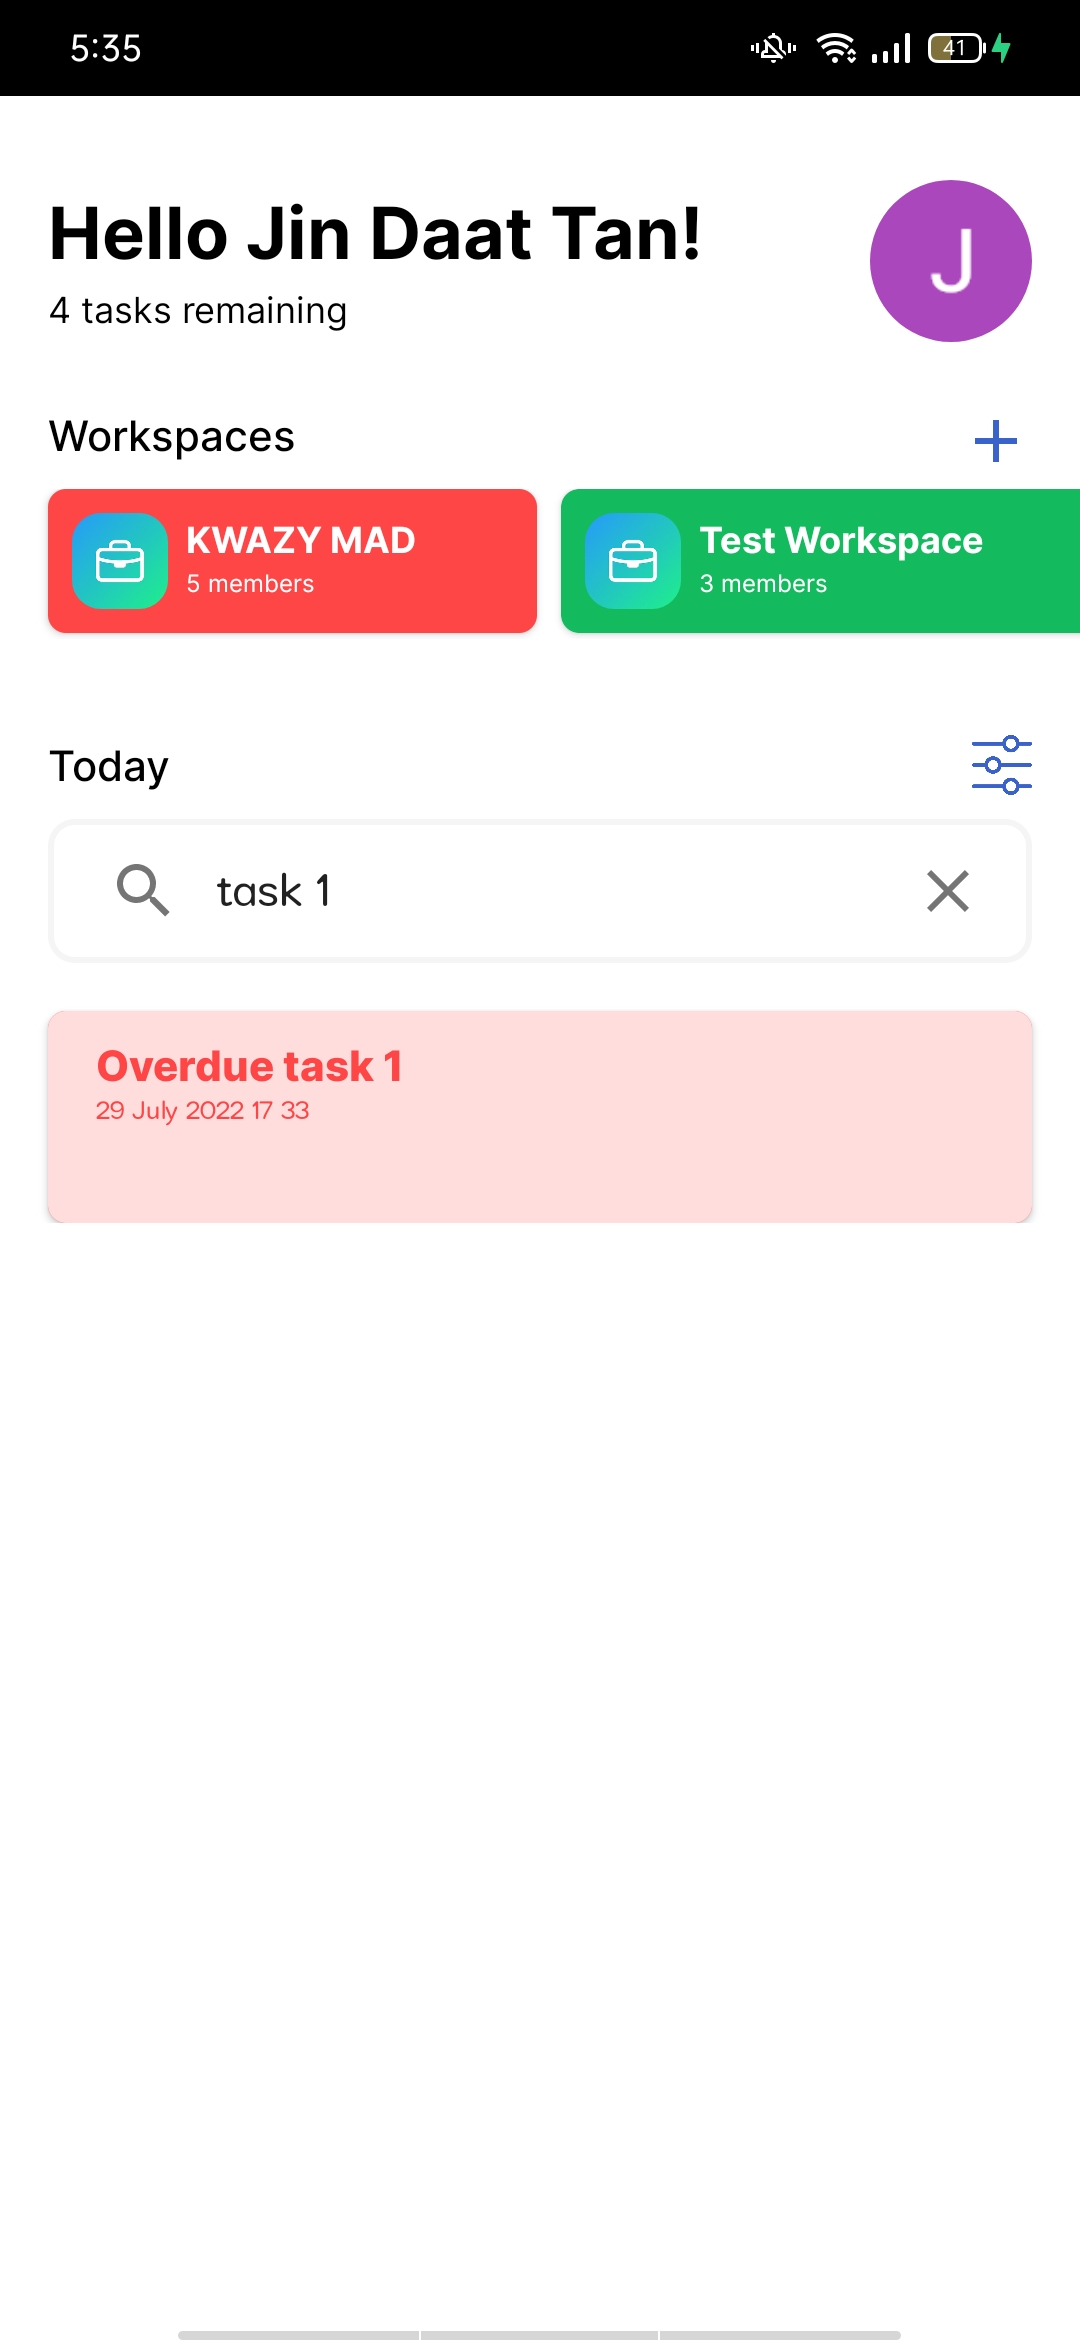 5:35
41
Hello Jin Daat Tan!
J
4 tasks remaining
Workspaces
KWAZY MAD
5 members
Test Workspace
3 members
Today
task 1
Overdue task 1
29 July 2022 17 33